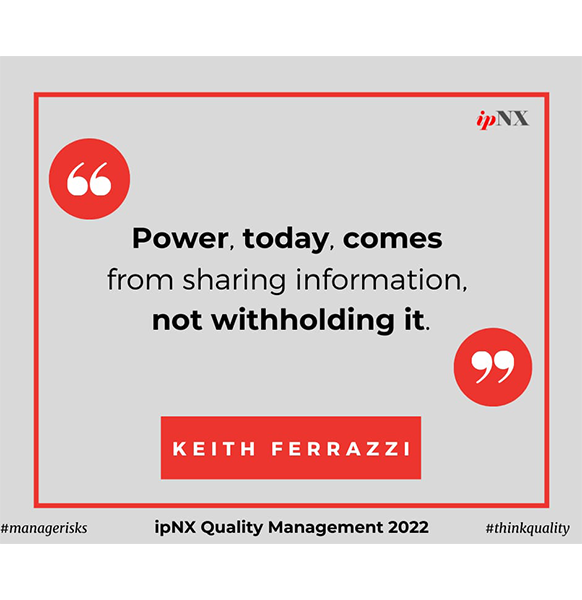 ipNX
“
Power, today, comes
from sharing information,
not withholding it.
”
KEITH FERRAZZI
#managerisks ipNX Quality Management 2022 #thinkquality